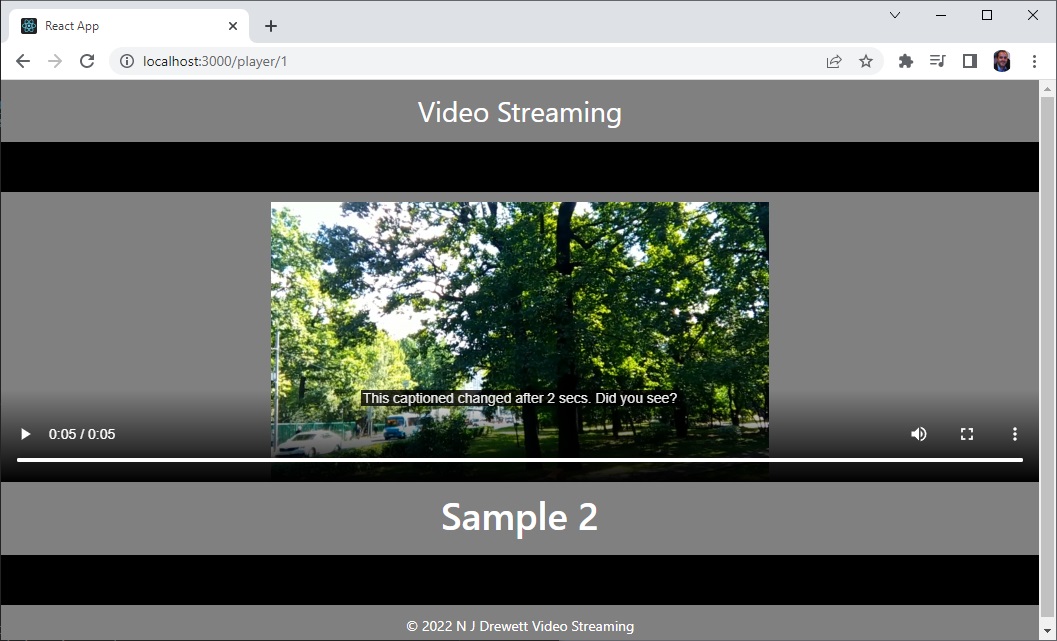 React App
localhost:3000/player/1
Video Streaming
This captioned changed after 2 secs. Did you see?
0:05 / 0:05
Sample 2
© 2022 N J Drewett Video Streaming